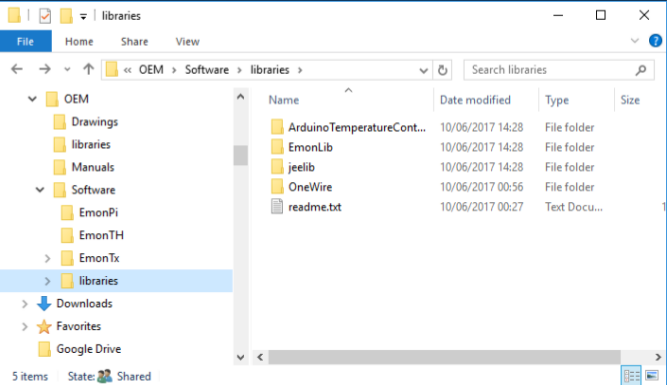 libraries
File Home Share View
« OEM > Software > libraries > Search libraries
OEM
Drawings
libraries
Manuals
Software
EmonPi
EmonTH
EmonTx
libraries
Downloads
Favorites
Google Drive
Name Date modified Type Size
ArduinoTemperatureCont... 10/06/2017 14:28 File folder
EmonLib 10/06/2017 14:28 File folder
jeelib 10/06/2017 14:28 File folder
OneWire 10/06/2017 00:56 File folder
readme.txt 10/06/2017 00:27 Text Docu... 1
5 items State: Shared